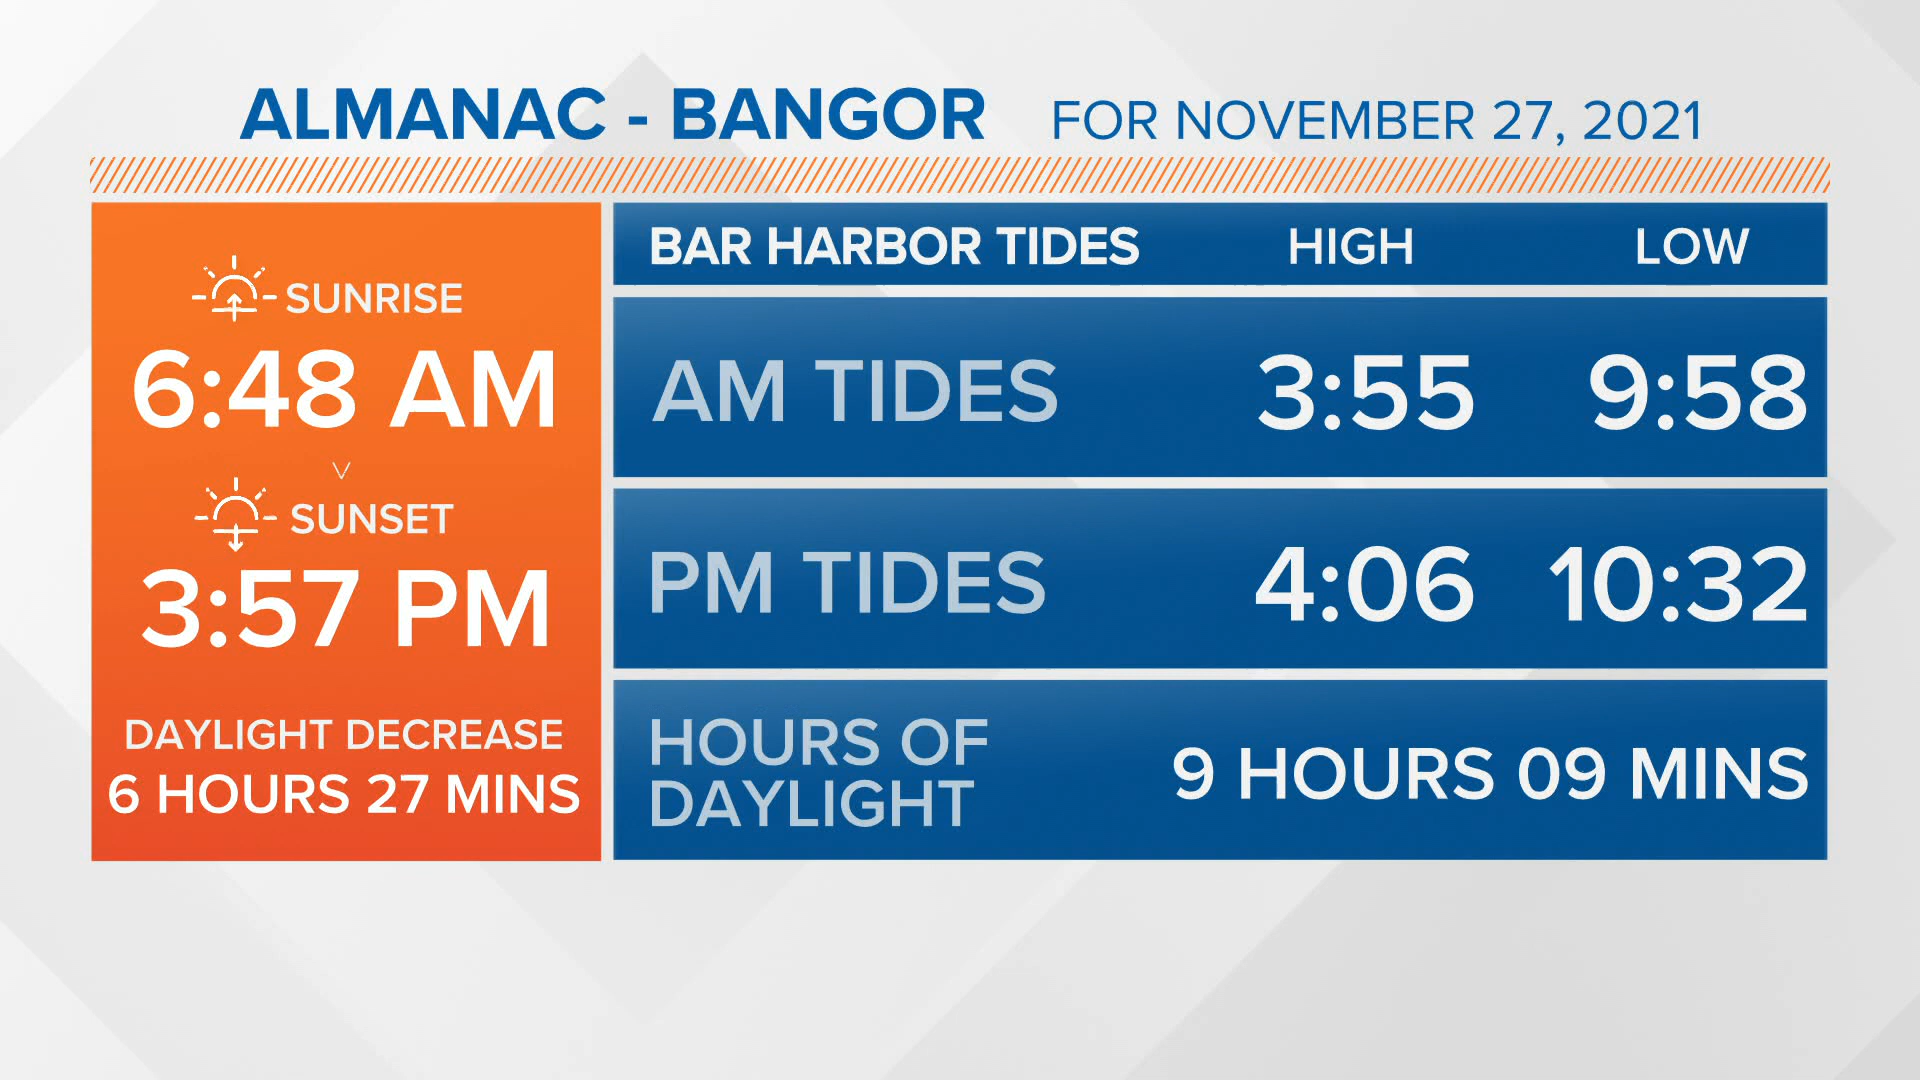 ALMANAC - BANGOR FOR NOVEMBER 27, 2021
SUNRISE
6:48 AM
SUNSET
3:57 PM
DAYLIGHT DECREASE
6 HOURS 27 MINS
BAR HARBOR TIDES HIGH LOW
AM TIDES 3:55 9:58
PM TIDES 4:06 10:32
HOURS OF
DAYLIGHT
9 HOURS 09 MINS